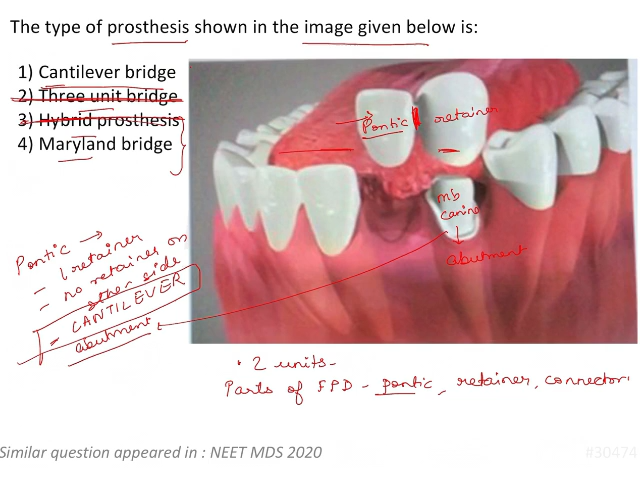 The type of prosthesis shown in the image given below is:
1) Cantilever bridge
2) Three unit bridge
3) Hybrid prosthesis
4) Maryland bridge
Pontic retainer
mb
canine
abutment
Pontic →
- 1 retainer
- no retainer on
other side
- CANTILEVER
abutment
• 2 units -
Parts of FPD - pontic, retainer, connector
Similar question appeared in : NEET MDS 2020
#30474